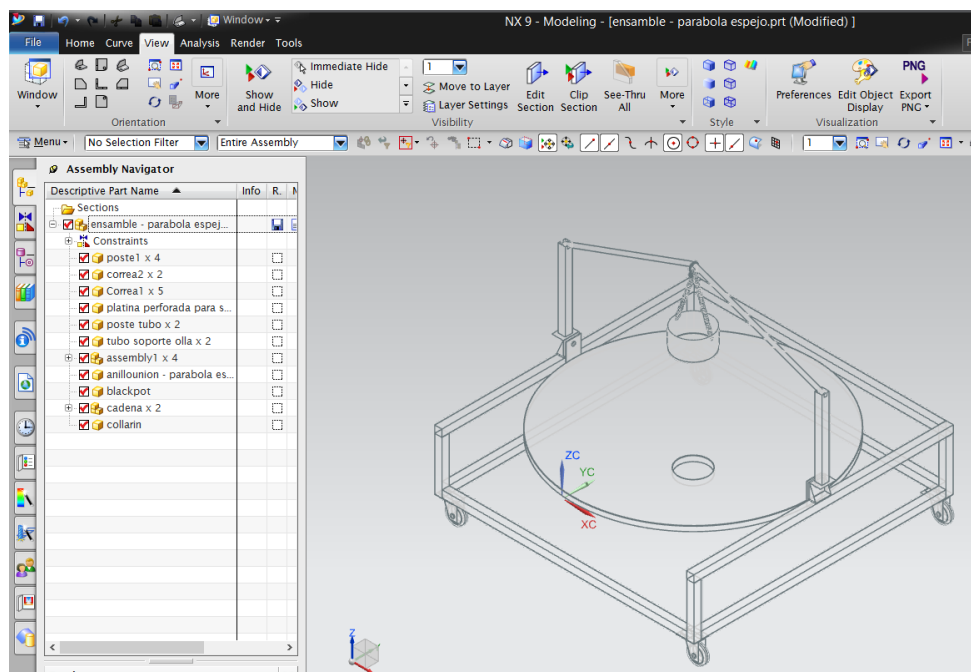 Window
NX 9 - Modeling - [ensamble - parabola espejo.prt (Modified) ]
File Home Curve View Analysis Render Tools
Window
More
Orientation
Show and Hide
Immediate Hide
Hide
Show
1
Move to Layer
Layer Settings
Edit Section
Clip Section
See-Thru All
More
Visibility
Style
Preferences
Edit Object Display
PNG
Export PNG
Visualization
Menu No Selection Filter Entire Assembly 1
Assembly Navigator
Descriptive Part Name Info R.
Sections
ensamble - parabola espej...
Constraints
poste1 x 4
correa2 x 2
Correa1 x 5
platina perforada para s...
poste tubo x 2
tubo soporte olla x 2
assembly1 x 4
anillounion - parabola es...
blackpot
cadena x 2
collarin
ZC
YC
XC
Z